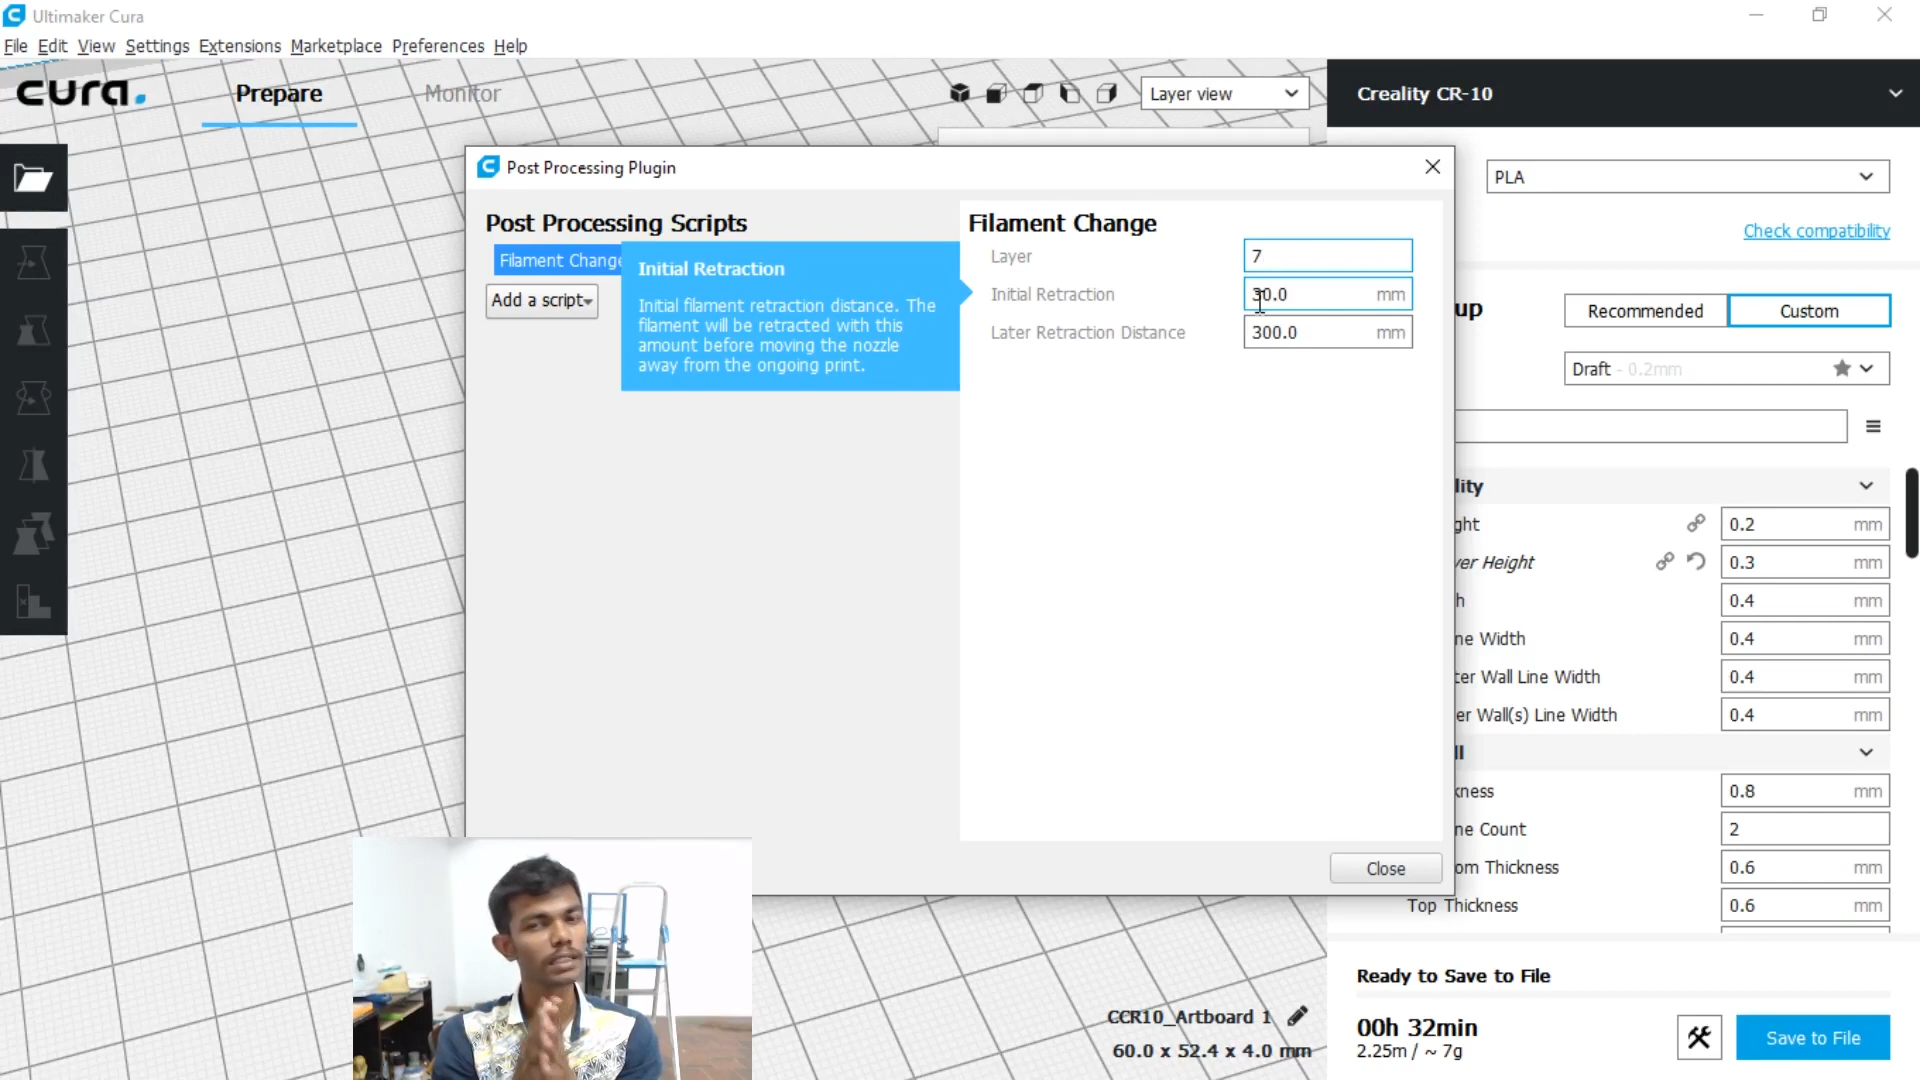 Ultimaker Cura
File Edit View Settings Extensions Marketplace Preferences Help
cura. Prepare Monitor Layer view Creality CR-10
Post Processing Plugin
PLA
Check compatibility
Post Processing Scripts
Filament Change
Add a script
Initial Retraction
Initial filament retraction distance. The
filament will be retracted with this
amount before moving the nozzle
away from the ongoing print.
Filament Change
Layer 7
Initial Retraction 30.0 mm
Later Retraction Distance 300.0 mm
Close
up Recommended Custom
Draft - 0.2mm
lity
ght 0.2 mm
yer Height 0.3 mm
h 0.4 mm
ne Width 0.4 mm
ter Wall Line Width 0.4 mm
er Wall(s) Line Width 0.4 mm
ll
kness 0.8 mm
ne Count 2
om Thickness 0.6 mm
Top Thickness 0.6 mm
Ready to Save to File
00h 32min
2.25m / ~ 7g
Save to File
CCR10_Artboard 1
60.0 x 52.4 x 4.0 mm